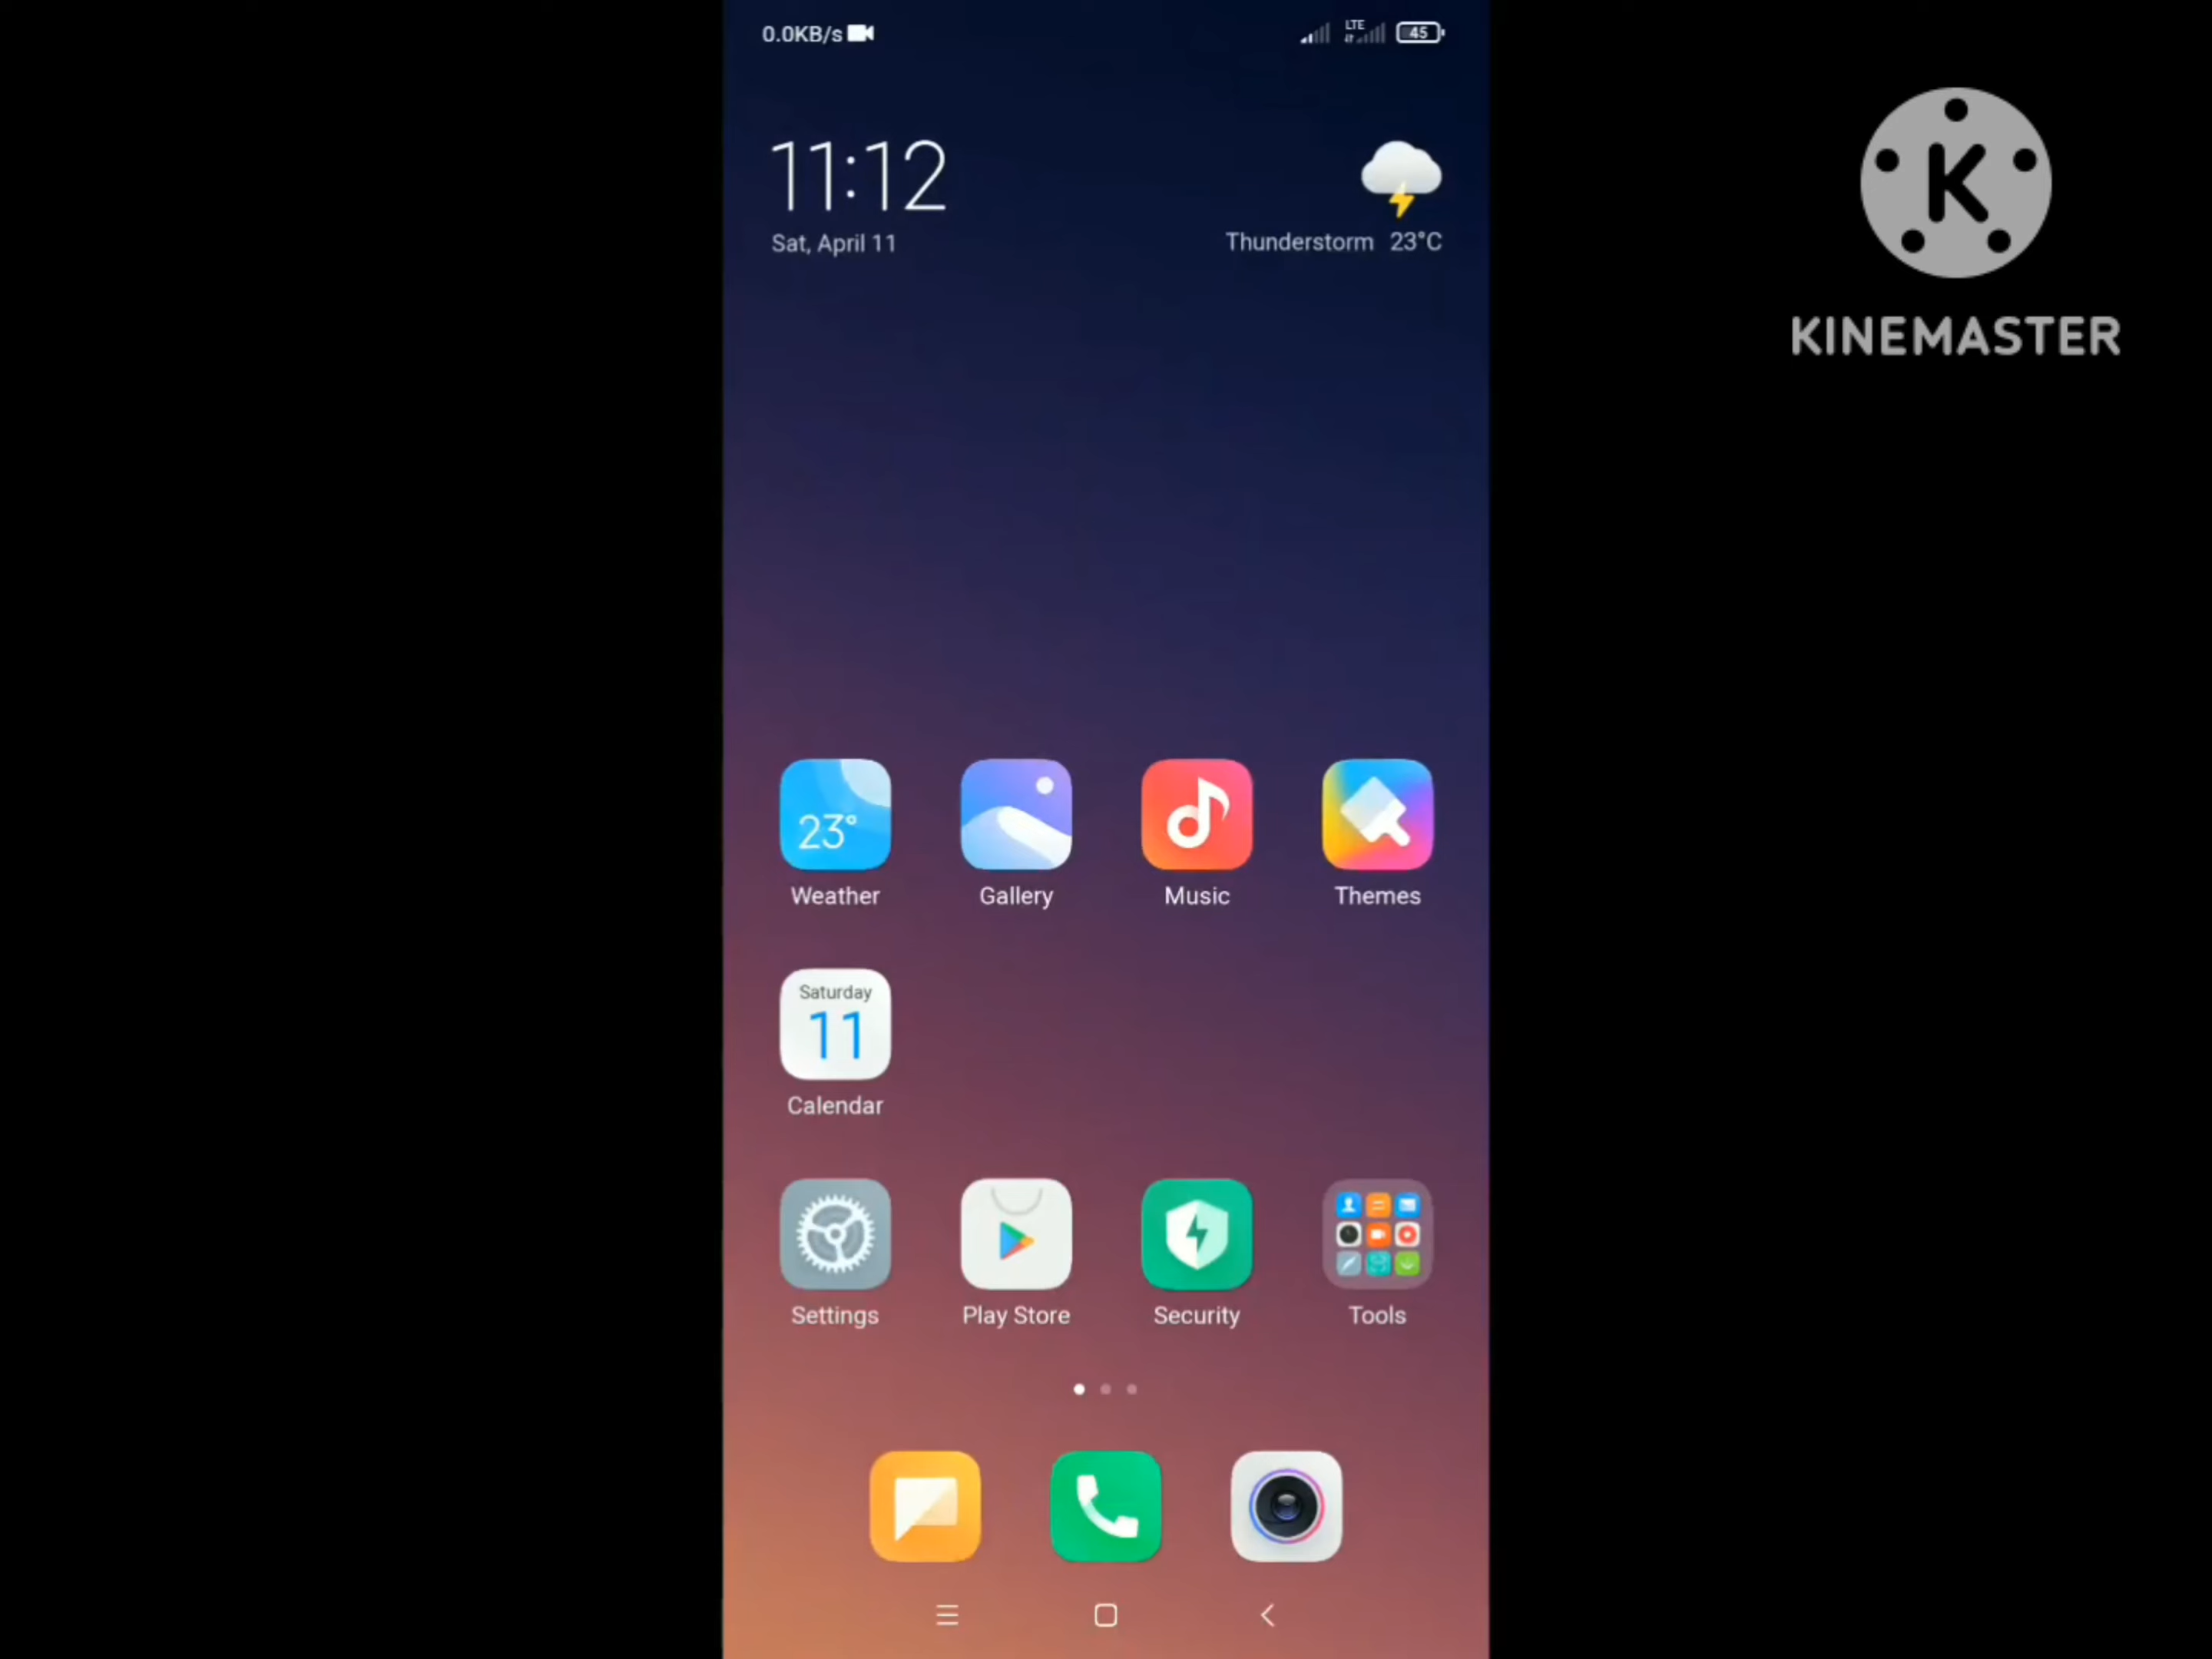 0.0KB/s LTE 45
K
KINEMASTER
11:12
Sat, April 11
Thunderstorm 23°C
23°
Weather Gallery Music Themes
Saturday
11
Calendar
Settings Play Store Security Tools